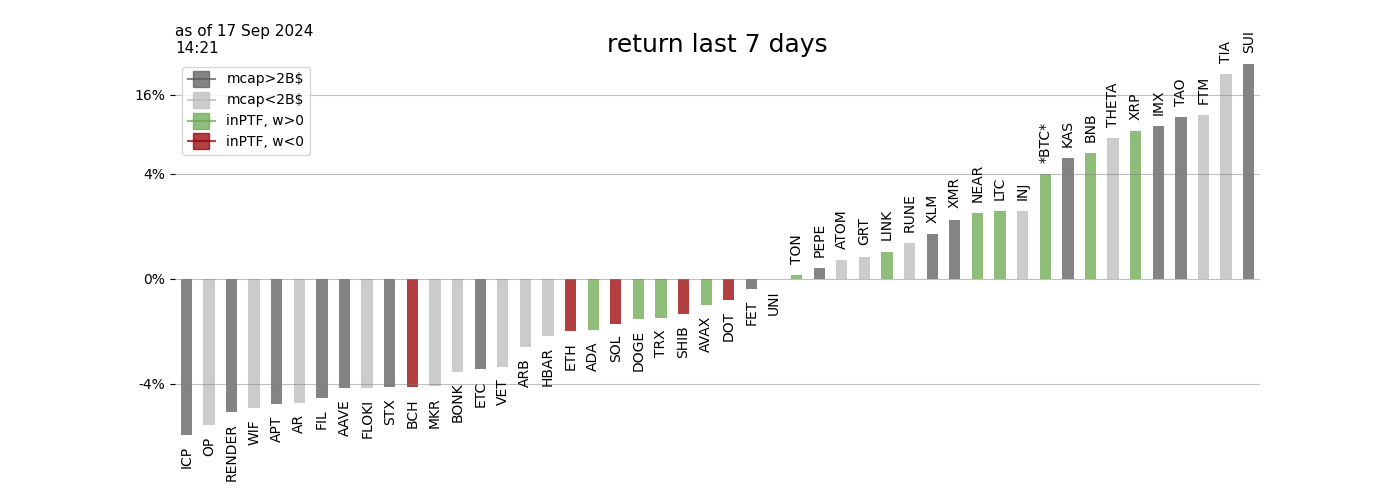 as of 17 Sep 2024
14:21
return last 7 days
mcap>2B$
mcap<2B$
inPTF, w>0
inPTF, w<0
16%
4%
0%
-4%
ICP
OP
RENDER
WIF
APT
AR
FIL
AAVE
FLOKI
STX
BCH
MKR
BONK
ETC
VET
ARB
HBAR
ETH
ADA
SOL
DOGE
TRX
SHIB
AVAX
DOT
FET
UNI
TON
PEPE
ATOM
GRT
LINK
RUNE
XLM
XMR
NEAR
LTC
INJ
*BTC*
KAS
BNB
THETA
XRP
IMX
TAO
FTM
TIA
SUI